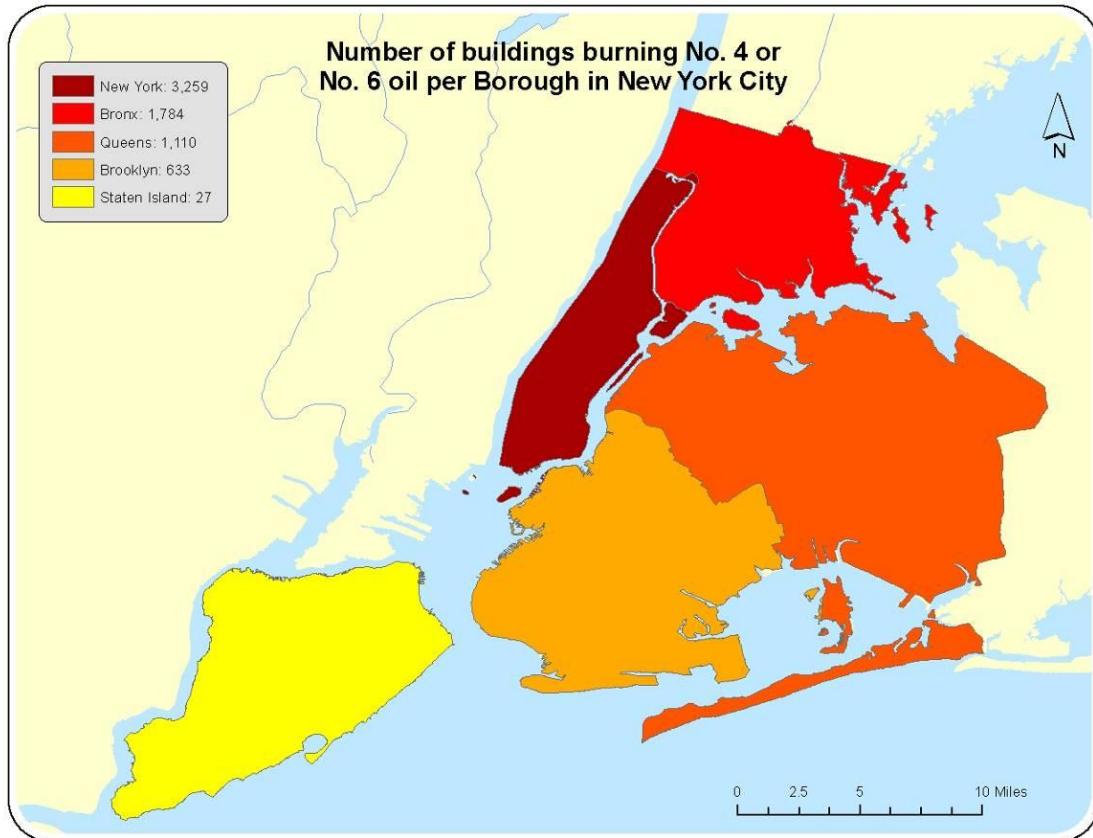 Number of buildings burning No. 4 or
No. 6 oil per Borough in New York City
New York: 3,259
Bronx: 1,784
Queens: 1,110
Brooklyn: 633
Staten Island: 27
N
0 2.5 5 10 Miles